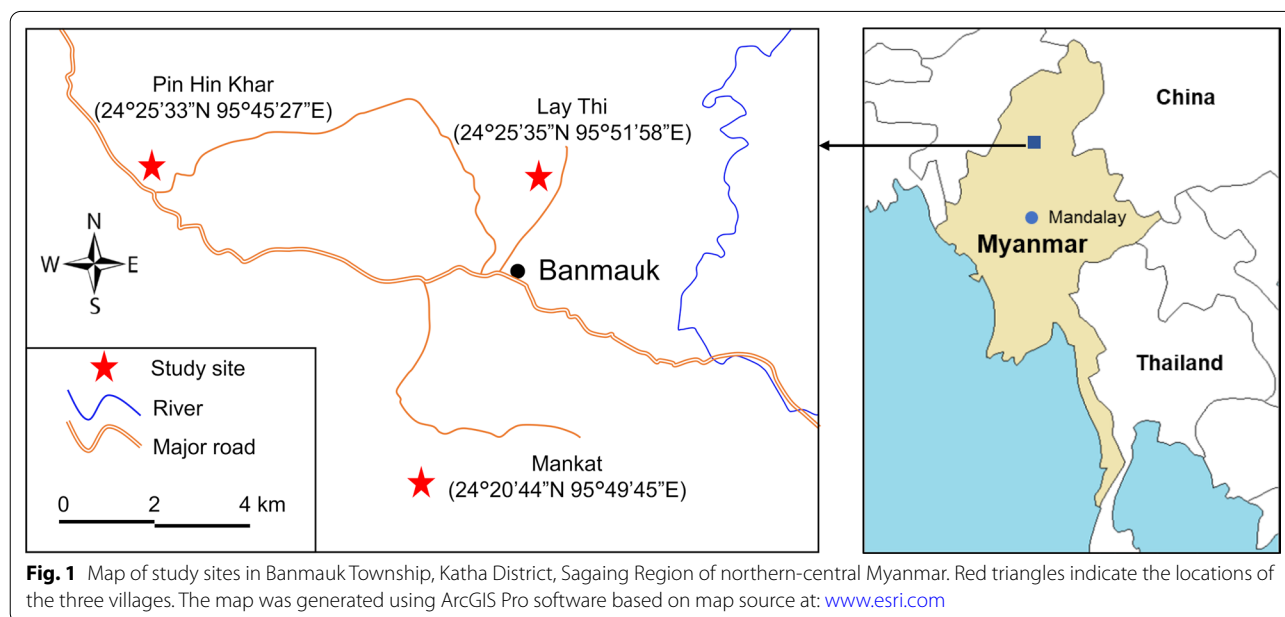 Pin Hin Khar
(24°25’33”N 95°45’27”E)
Lay Thi
(24°25’35”N 95°51’58”E)
N
W
E
S
Banmauk
Study site
River
Major road
0 2 4 km
Mankat
(24°20’44”N 95°49’45”E)
China
Mandalay
Myanmar
Thailand
Fig. 1 Map of study sites in Banmauk Township, Katha District, Sagaing Region of northern-central Myanmar. Red triangles indicate the locations of
the three villages. The map was generated using ArcGIS Pro software based on map source at: www.esri.com